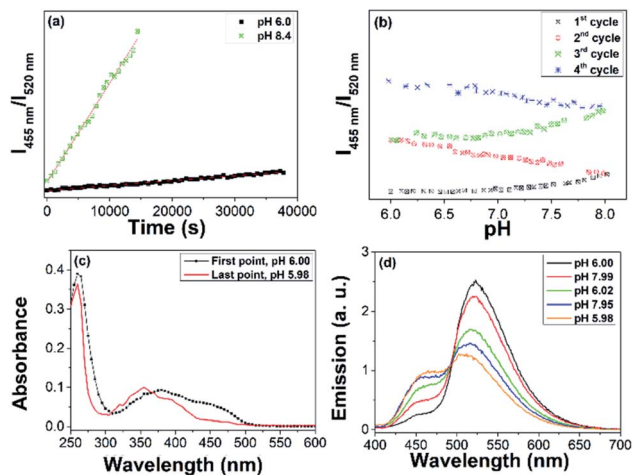 (a)
pH 6.0
pH 8.4
I455 nm/I520 nm
0 10000 20000 30000 40000
Time (s)
(b)
1st cycle
2nd cycle
3rd cycle
4th cycle
I455 nm/I520 nm
6.0 6.5 7.0 7.5 8.0
pH
(c)
First point, pH 6.00
Last point, pH 5.98
Absorbance
0.4
0.3
0.2
0.1
0.0
250 300 350 400 450 500 550 600
Wavelength (nm)
(d)
pH 6.00
pH 7.99
pH 6.02
pH 7.95
pH 5.98
Emission (a. u.)
3
2
1
0
400 450 500 550 600 650 700
Wavelength (nm)